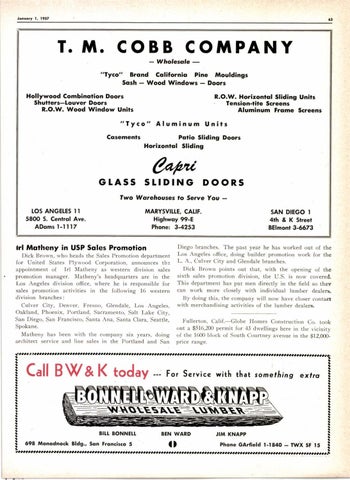 January 1, 1957
63
T. M. COBB COMPANY
— Wholesale —
"Tyco" Brand California Pine Mouldings
Sash — Wood Windows — Doors
Hollywood Combination Doors
Shutters—Louver Doors
R.O.W. Wood Window Units
R.O.W. Horizontal Sliding Units
Tension-tite Screens
Aluminum Frame Screens
"Tyco" Aluminum Units
Casements
Patio Sliding Doors
Horizontal Sliding
Capri
GLASS SLIDING DOORS
Two Warehouses to Serve You —
LOS ANGELES 11
5800 S. Central Ave.
ADams 1-1117
MARYSVILLE, CALIF.
Highway 99-E
Phone: 3-4253
SAN DIEGO 1
4th & K Street
BElmont 3-6673
Irl Matheny in USP Sales Promotion
Dick Brown, who heads the Sales Promotion department
for United States Plywood Corporation, announces the
appointment of Irl Matheny as western division sales
promotion manager. Matheny's headquarters are in the
Los Angeles division office, where he is responsible for
sales promotion activities in the following 16 western
division branches:
Culver City, Denver, Fresno, Glendale, Los Angeles,
Oakland, Phoenix, Portland, Sacramento, Salt Lake City,
San Diego, San Francisco, Santa Ana, Santa Clara, Seattle,
Spokane.
Matheny has been with the company six years, doing
architect service and line sales in the Portland and San
Diego branches. The past year he has worked out of the
Los Angeles office, doing builder promotion work for the
L. A., Culver City and Glendale branches.
Dick Brown points out that, with the opening of the
sixth sales promotion division, the U.S. is now covered.
This department has put men directly in the field so they
can work more closely with individual lumber dealers.
By doing this, the company will now have closer contact
with merchandising activities of the lumber dealers.
Fullerton, Calif.—Globe Homes Construction Co. took
out a $516,200 permit for 43 dwellings here in the vicinity
of the 1600 block of South Courtney avenue in the $12,000-
price range.
Call BW&K today --- For Service with that something extra
BONNELL•WARD&KNAPP
WHOLESALE LUMBER
BILL BONNELL
BEN WARD
JIM KNAPP
698 Monadnock Bldg., San Francisco 5
Phone GArfield 1-1840 — TWX SF 15